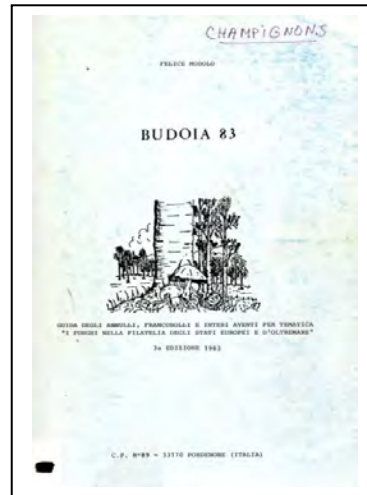 CHAMPIGNONS
FELICE MODOLO
BUDOIA 83
GUIDA DEGLI ANNULLI, FRANCOBOLLI E INTERI AVENTI PER TEMATICA
"I FUNGHI NELLA FILATELIA DEGLI STATI EUROPEI E D'OLTREMARE"
3a EDIZIONE 1983
C.P. N°89 - 33170 PORDENONE (ITALIA)